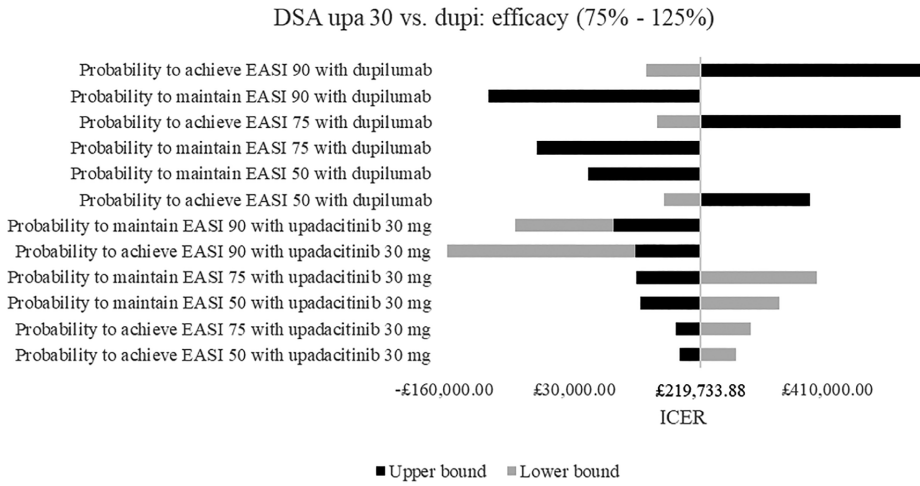 DSA upa 30 vs. dupi: efficacy (75% - 125%)
Probability to achieve EASI 90 with dupilumab
Probability to maintain EASI 90 with dupilumab
Probability to achieve EASI 75 with dupilumab
Probability to maintain EASI 75 with dupilumab
Probability to maintain EASI 50 with dupilumab
Probability to achieve EASI 50 with dupilumab
Probability to maintain EASI 90 with upadacitinib 30 mg
Probability to achieve EASI 90 with upadacitinib 30 mg
Probability to maintain EASI 75 with upadacitinib 30 mg
Probability to maintain EASI 50 with upadacitinib 30 mg
Probability to achieve EASI 75 with upadacitinib 30 mg
Probability to achieve EASI 50 with upadacitinib 30 mg
-£160,000.00 £30,000.00 £219,733.88 £410,000.00
ICER
Upper bound Lower bound